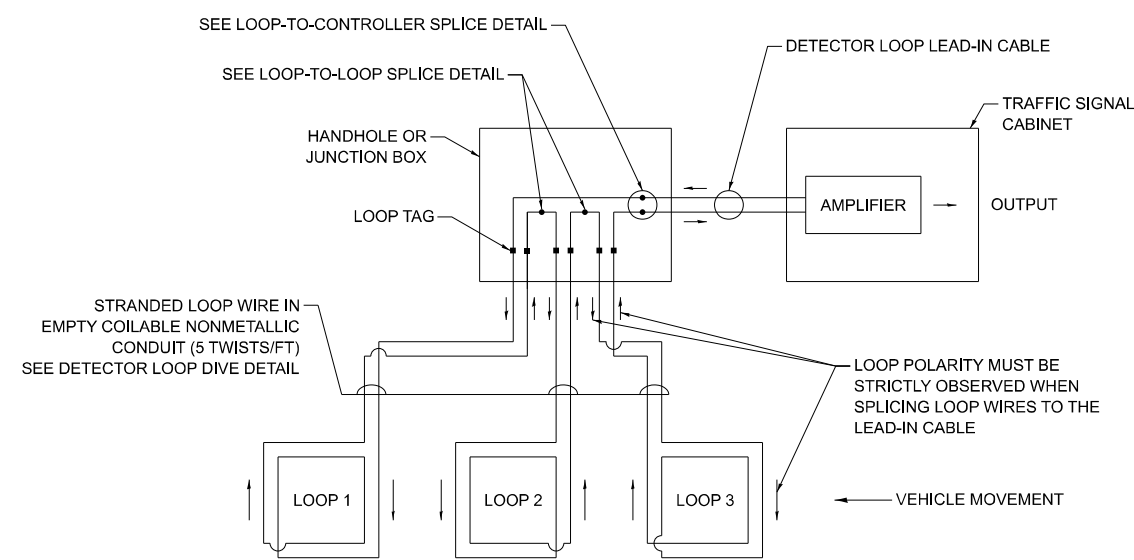 SEE LOOP-TO-CONTROLLER SPLICE DETAIL
DETECTOR LOOP LEAD-IN CABLE
SEE LOOP-TO-LOOP SPLICE DETAIL
TRAFFIC SIGNAL
CABINET
HANDHOLE OR
JUNCTION BOX
LOOP TAG
AMPLIFIER
OUTPUT
STRANDED LOOP WIRE IN
EMPTY COILABLE NONMETALLIC
CONDUIT (5 TWISTS/FT)
SEE DETECTOR LOOP DIVE DETAIL
LOOP POLARITY MUST BE
STRICTLY OBSERVED WHEN
SPLICING LOOP WIRES TO THE
LEAD-IN CABLE
LOOP 1
LOOP 2
LOOP 3
VEHICLE MOVEMENT